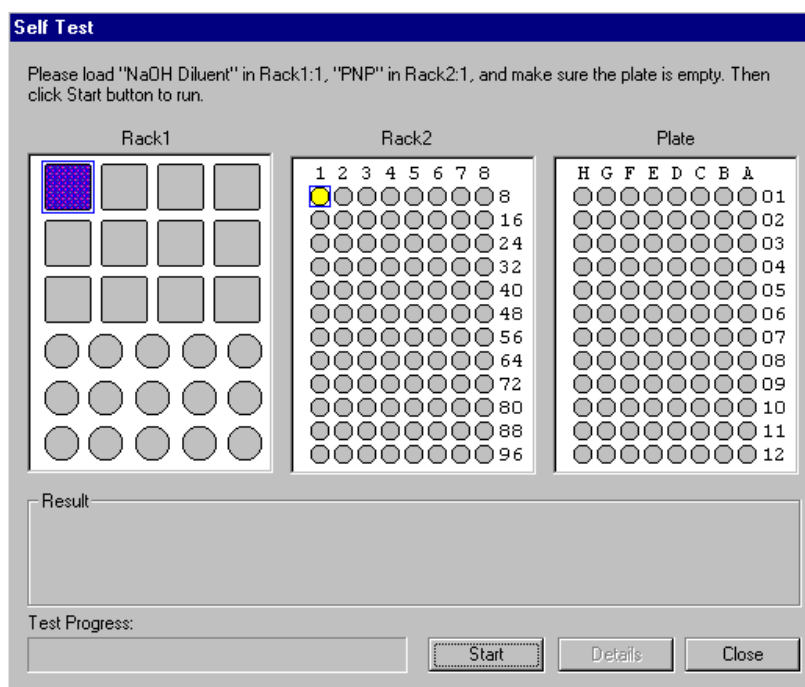 Self Test
Please load "NaOH Diluent" in Rack1:1, "PNP" in Rack2:1, and make sure the plate is empty. Then
click Start button to run.
Rack1
Rack2
Plate
1 2 3 4 5 6 7 8
8
16
24
32
40
48
56
64
72
80
88
96
H G F E D C B A
01
02
03
04
05
06
07
08
09
10
11
12
Result
Test Progress:
Start
Details
Close